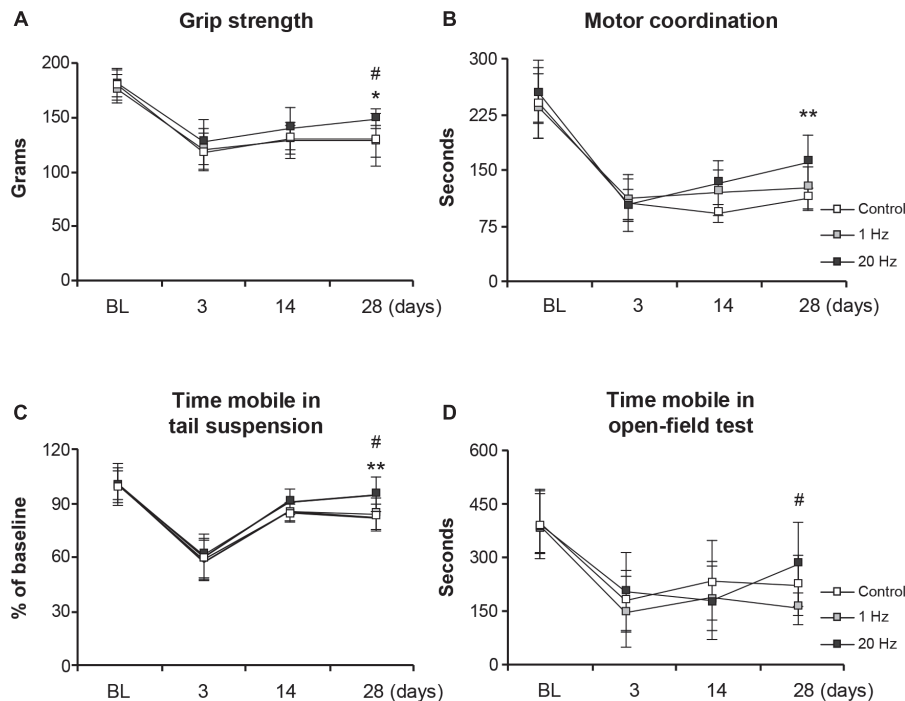 A
Grip strength
200
150
100
50
0
Grams
#
*
BL 3 14 28 (days)
B
Motor coordination
300
225
150
75
0
Seconds
**
Control
1 Hz
20 Hz
BL 3 14 28 (days)
C
Time mobile in
tail suspension
120
90
60
30
0
% of baseline
#
**
BL 3 14 28 (days)
D
Time mobile in
open-field test
600
450
300
150
0
Seconds
#
Control
1 Hz
20 Hz
BL 3 14 28 (days)